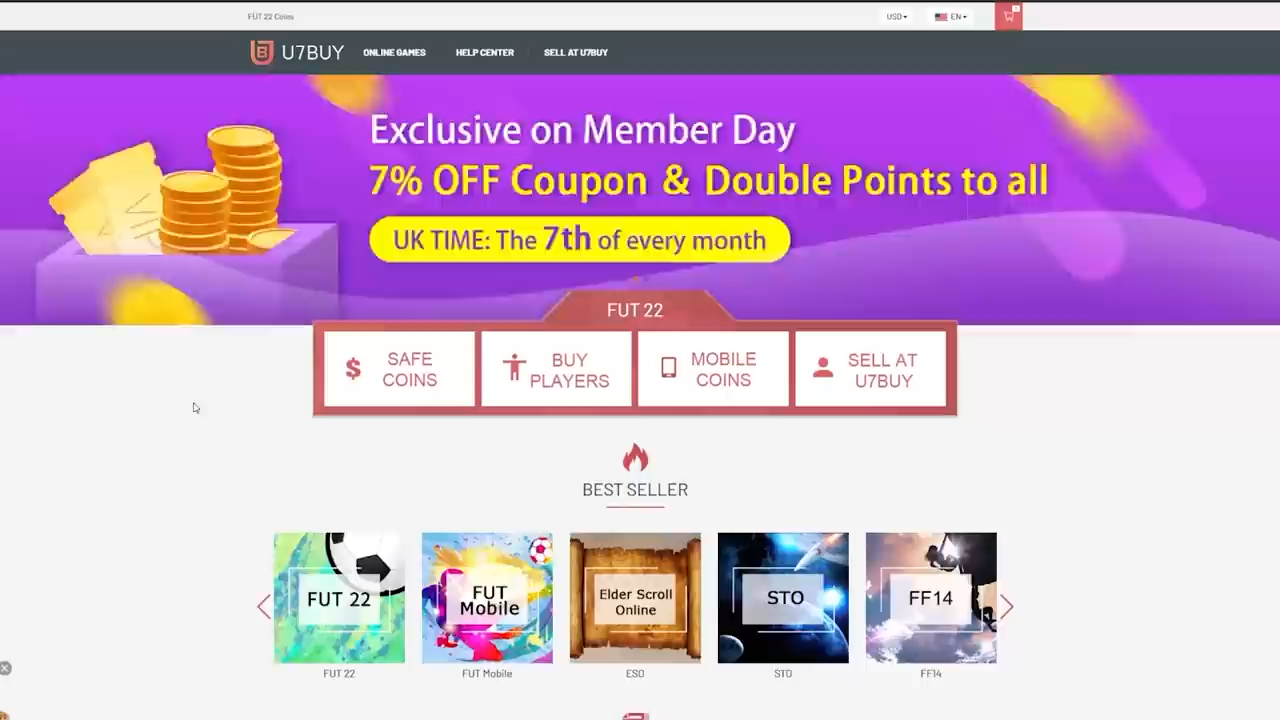 FUT 22 Coins
USD
EN
U7BUY
ONLINE GAMES
HELP CENTER
SELL AT U7BUY
Exclusive on Member Day
7% OFF Coupon & Double Points to all
UK TIME: The 7th of every month
FUT 22
SAFE
COINS
BUY
PLAYERS
MOBILE
COINS
SELL AT
U7BUY
BEST SELLER
FUT 22
FUT
Mobile
Elder Scroll
Online
STO
FF14
FUT 22
FUT Mobile
ESO
STO
FF14